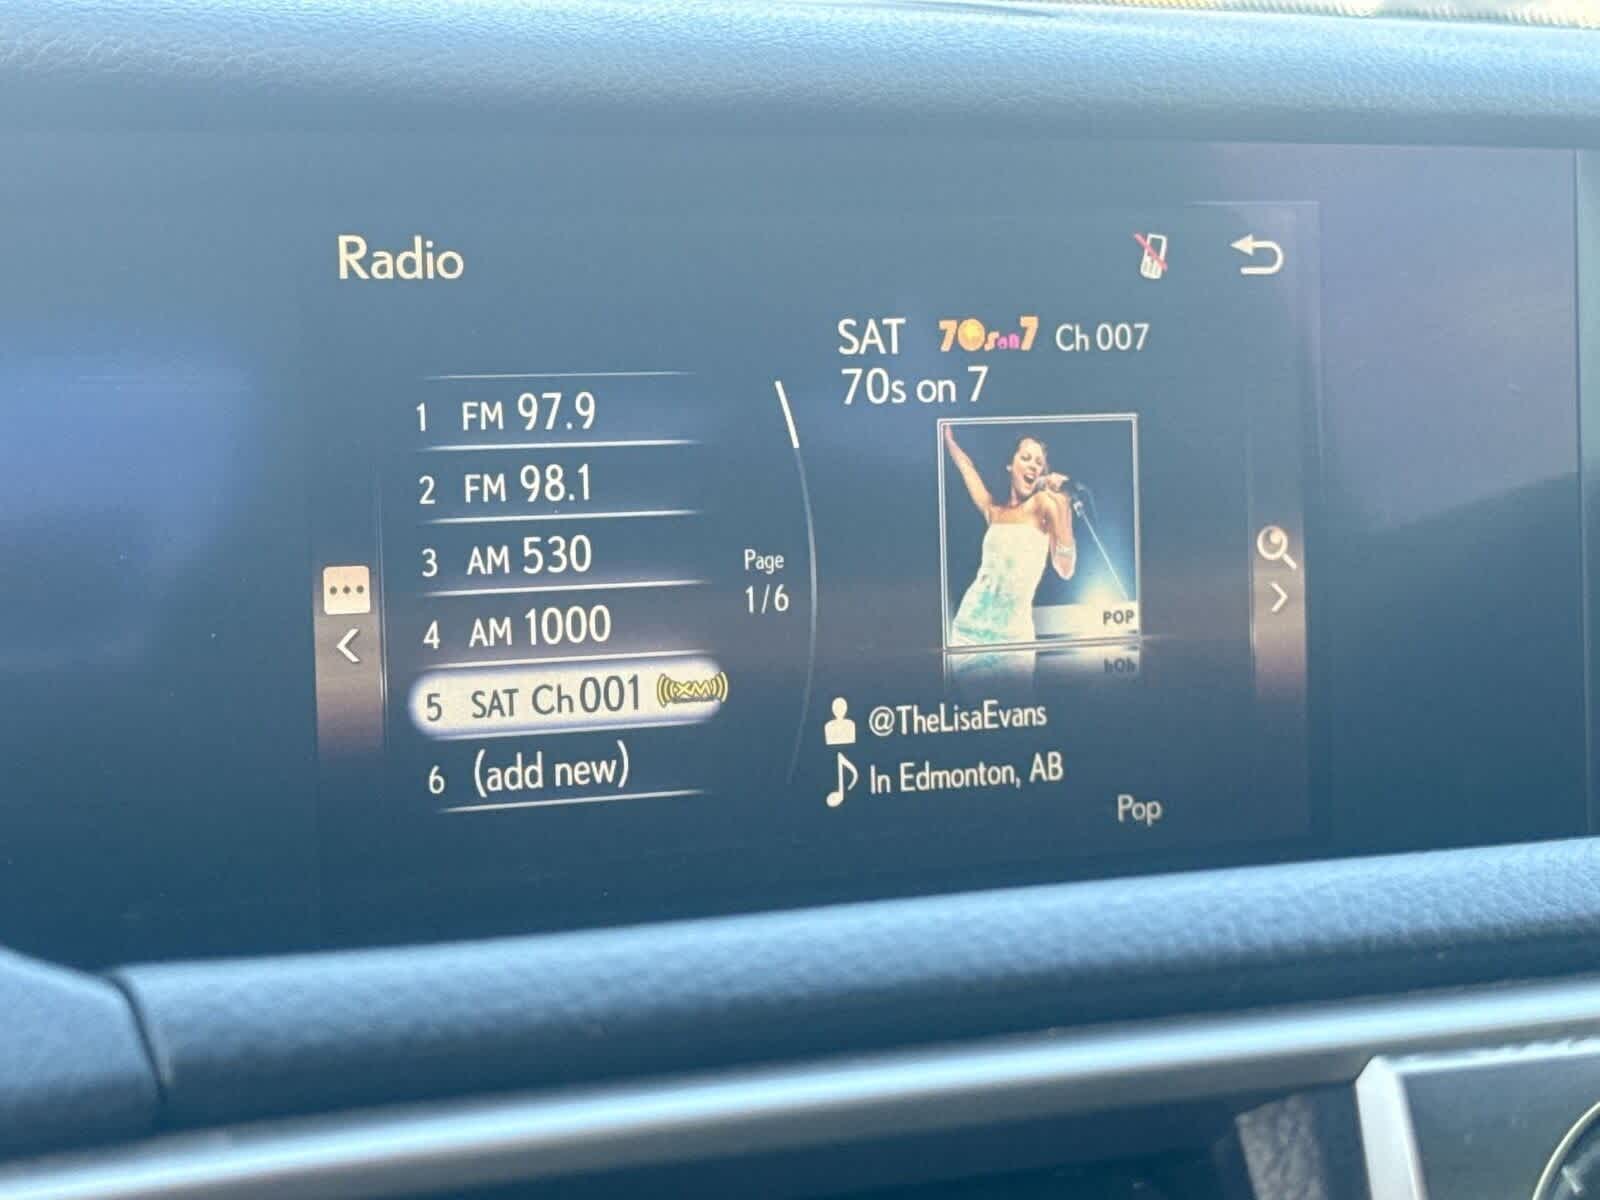 Radio
SAT 70s on 7 Ch 007
70s on 7
1 FM 97.9
2 FM 98.1
3 AM 530
4 AM 1000
5 SAT Ch 001 XM
6 (add new)
Page
1/6
POP
@TheLisaEvans
In Edmonton, AB
Pop